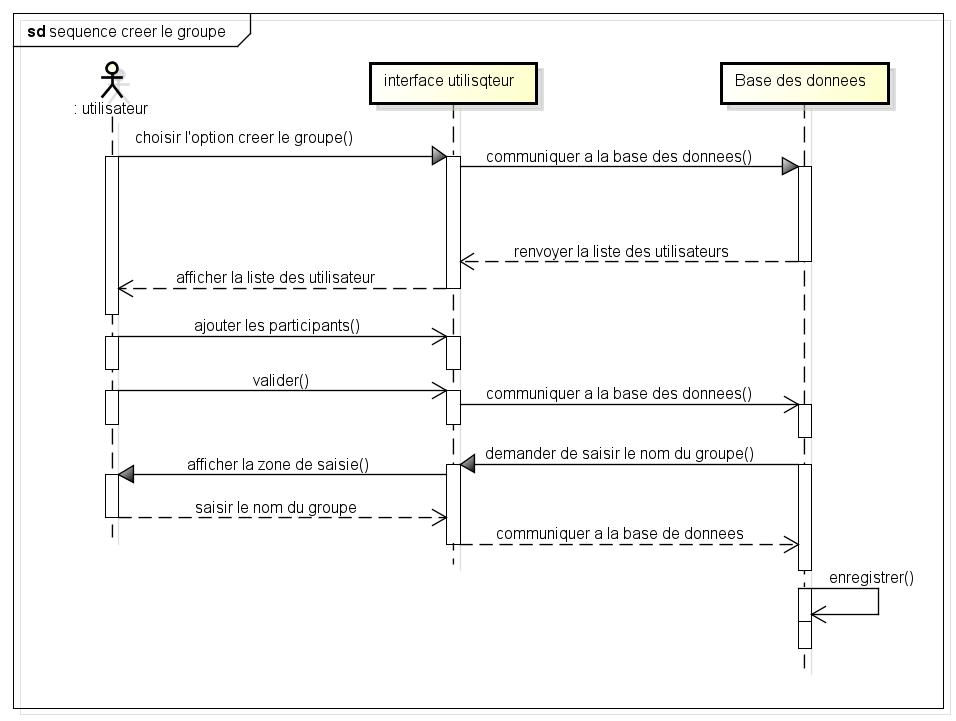 sd sequence creer le groupe
interface utilisqteur
Base des donnees
: utilisateur
choisir l'option creer le groupe()
communiquer a la base des donnees()
renvoyer la liste des utilisateurs
afficher la liste des utilisateur
ajouter les participants()
valider()
communiquer a la base des donnees()
demander de saisir le nom du groupe()
afficher la zone de saisie()
saisir le nom du groupe
communiquer a la base de donnees
enregistrer()